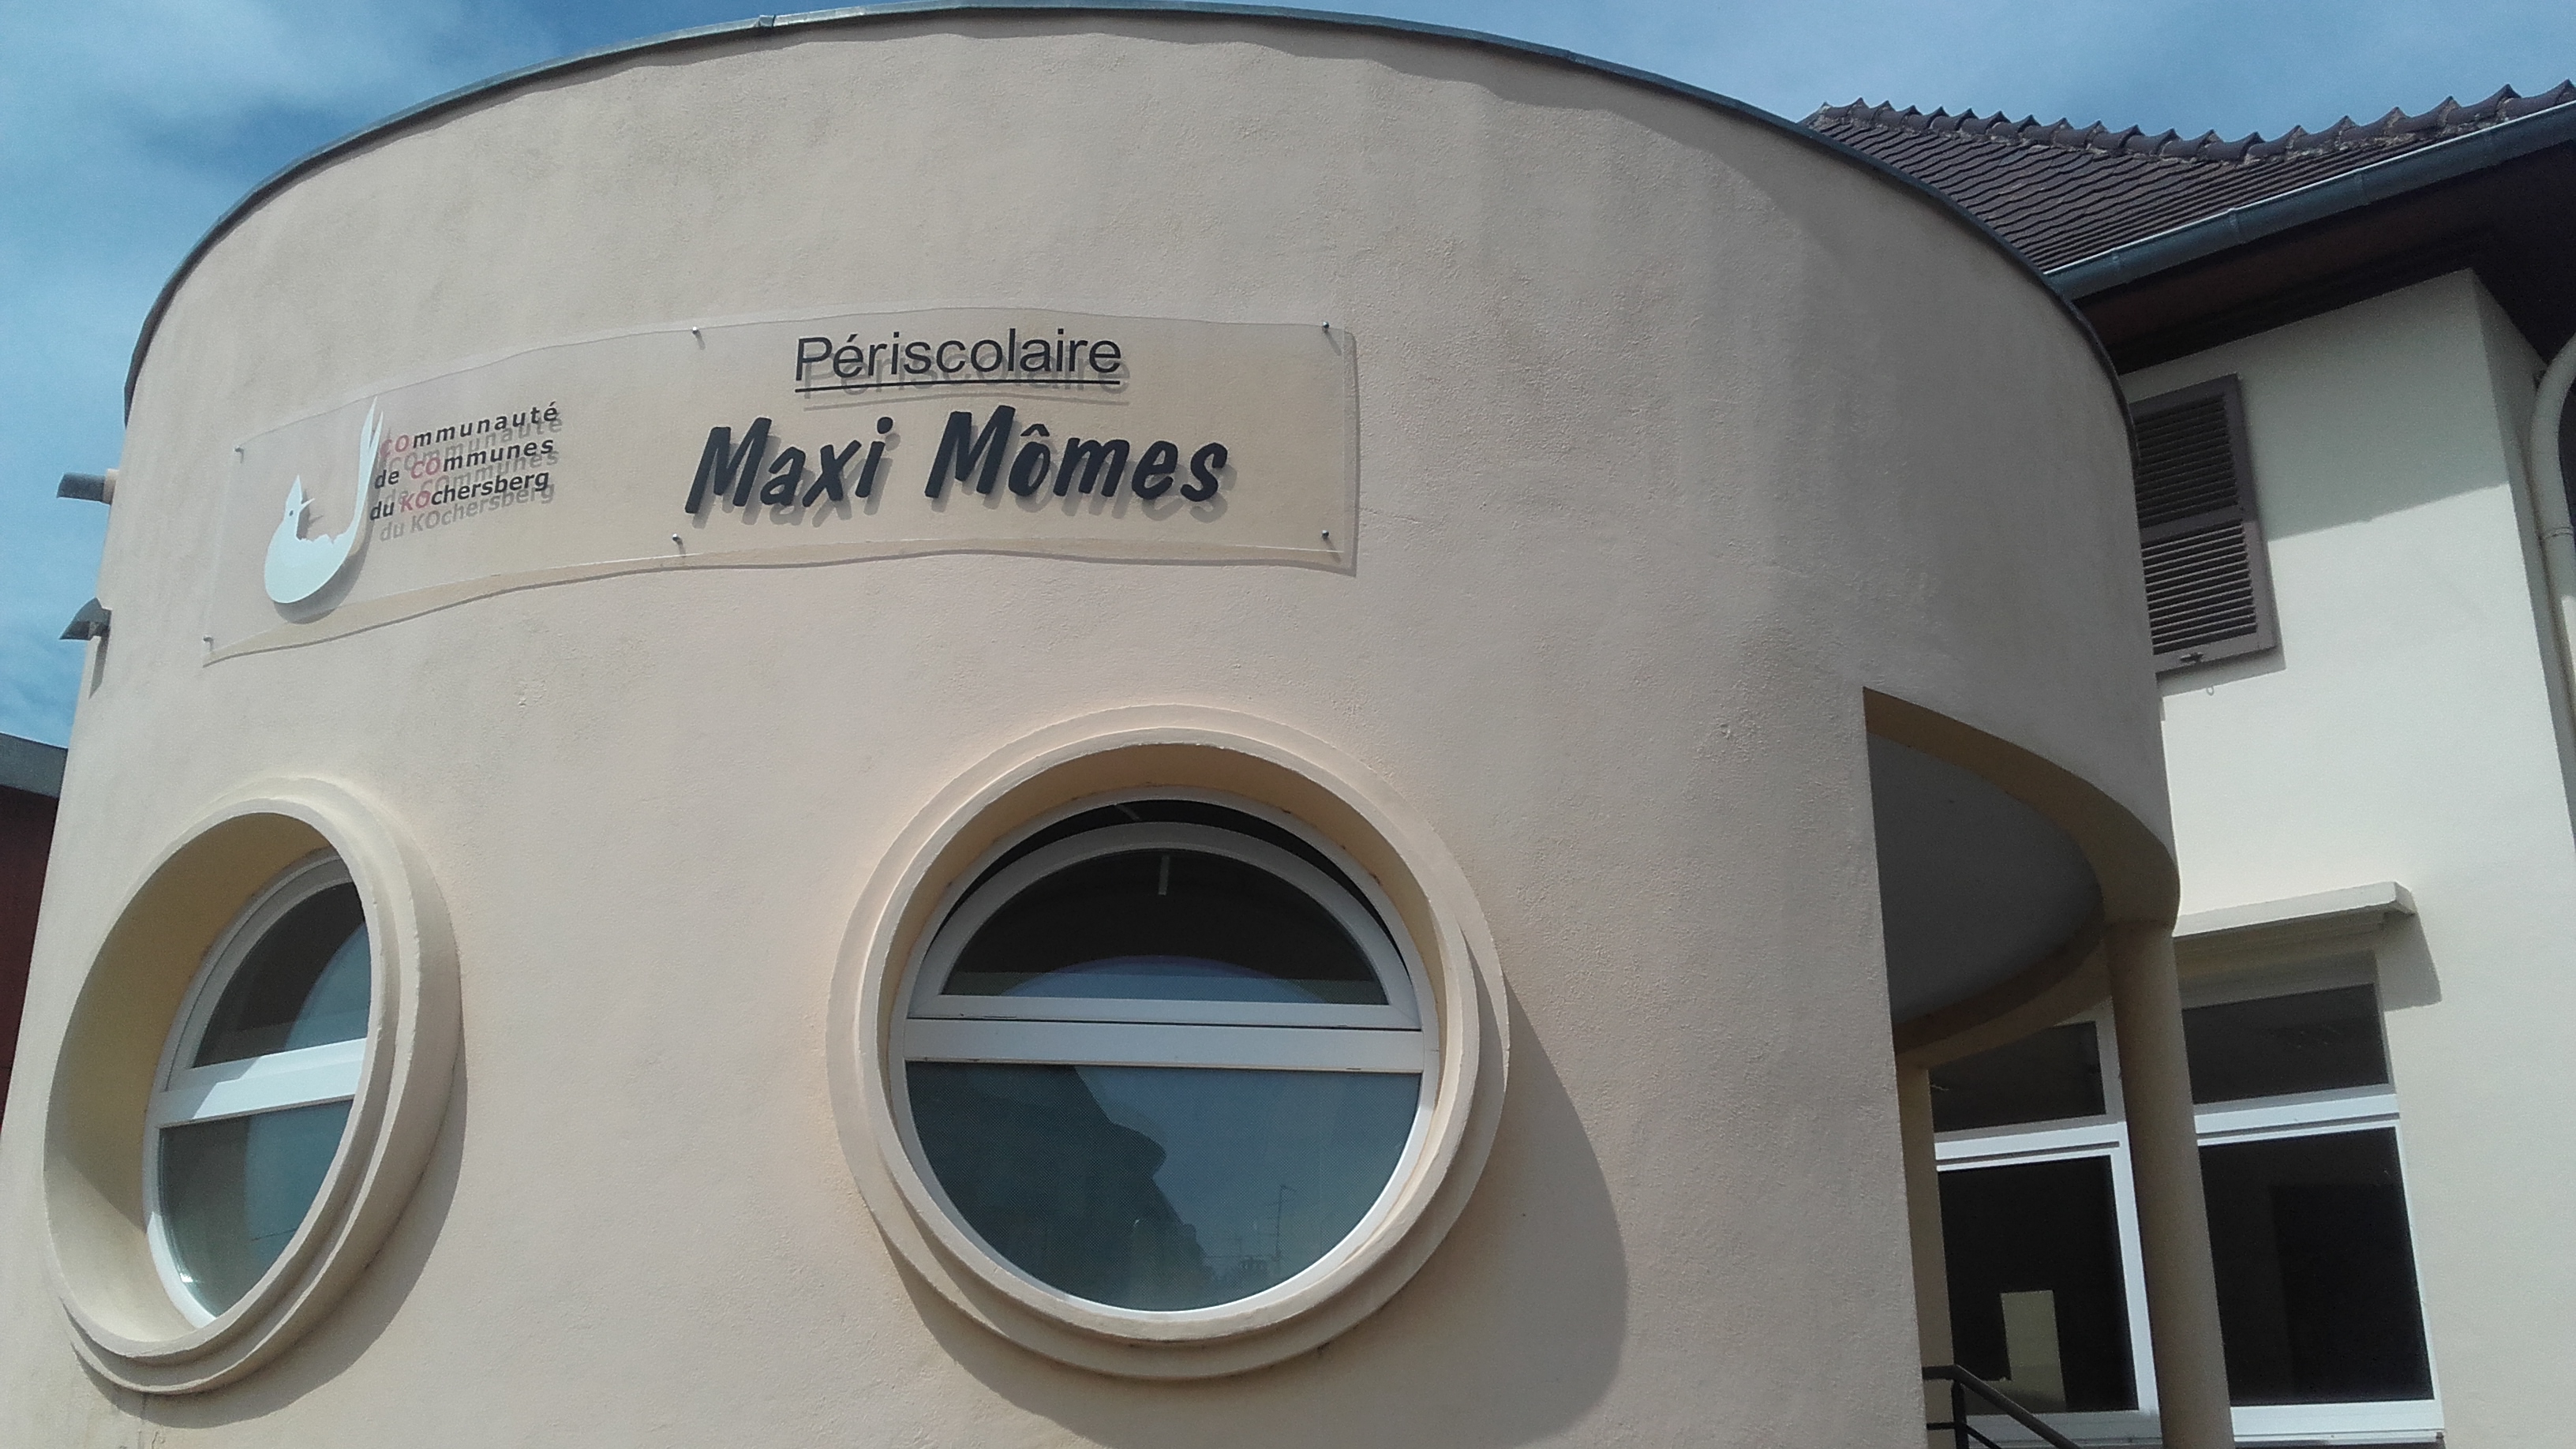 Communauté
de COmmunes
du KOchersberg
Périscolaire
Maxi Mômes